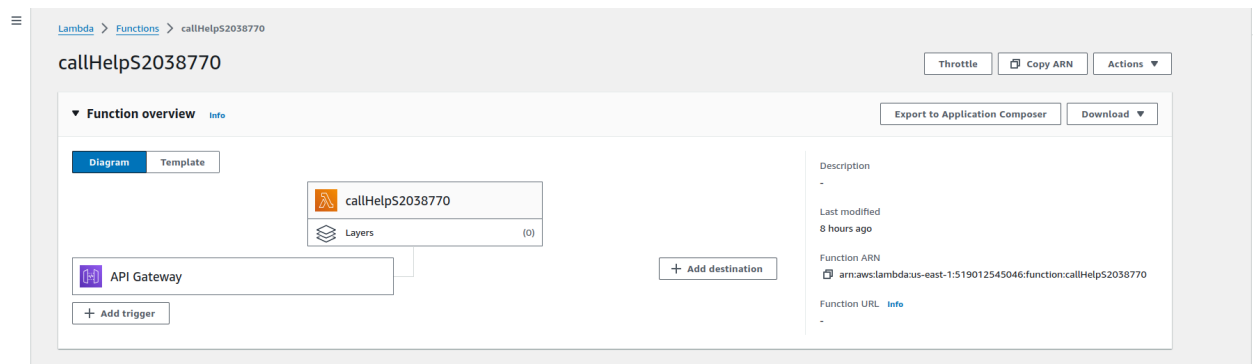 Lambda > Functions > callHelpS2038770
callHelpS2038770
Throttle Copy ARN Actions ▼
▼ Function overview Info
Export to Application Composer Download ▼
Diagram Template
callHelpS2038770
Layers (0)
API Gateway
+ Add trigger
+ Add destination
Description
-
Last modified
8 hours ago
Function ARN
arn:aws:lambda:us-east-1:519012545046:function:callHelpS2038770
Function URL Info
-